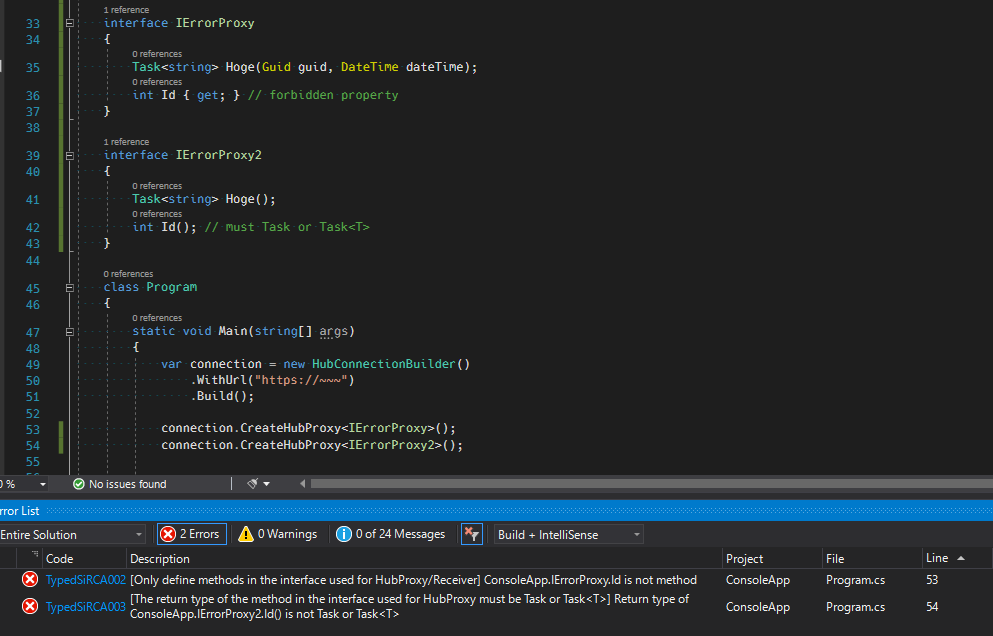 1 reference
33 interface IErrorProxy
34 {
0 references
35 Task<string> Hoge(Guid guid, DateTime dateTime);
0 references
36 int Id { get; } // forbidden property
37 }
38
1 reference
39 interface IErrorProxy2
40 {
0 references
41 Task<string> Hoge();
0 references
42 int Id(); // must Task or Task<T>
43 }
44
0 references
45 class Program
46 {
0 references
47 static void Main(string[] args)
48 {
49 var connection = new HubConnectionBuilder()
50 .WithUrl("https://~~~")
51 .Build();
52
53 connection.CreateHubProxy<IErrorProxy>();
54 connection.CreateHubProxy<IErrorProxy2>();
55
0 % No issues found
rror List
Entire Solution 2 Errors 0 Warnings 0 of 24 Messages Build + IntelliSense
Code Description Project File Line
TypedSiRCA002 [Only define methods in the interface used for HubProxy/Receiver] ConsoleApp.IErrorProxy.Id is not method ConsoleApp Program.cs 53
TypedSiRCA003 [The return type of the method in the interface used for HubProxy must be Task or Task<T>] Return type of
ConsoleApp.IErrorProxy2.Id() is not Task or Task<T> ConsoleApp Program.cs 54